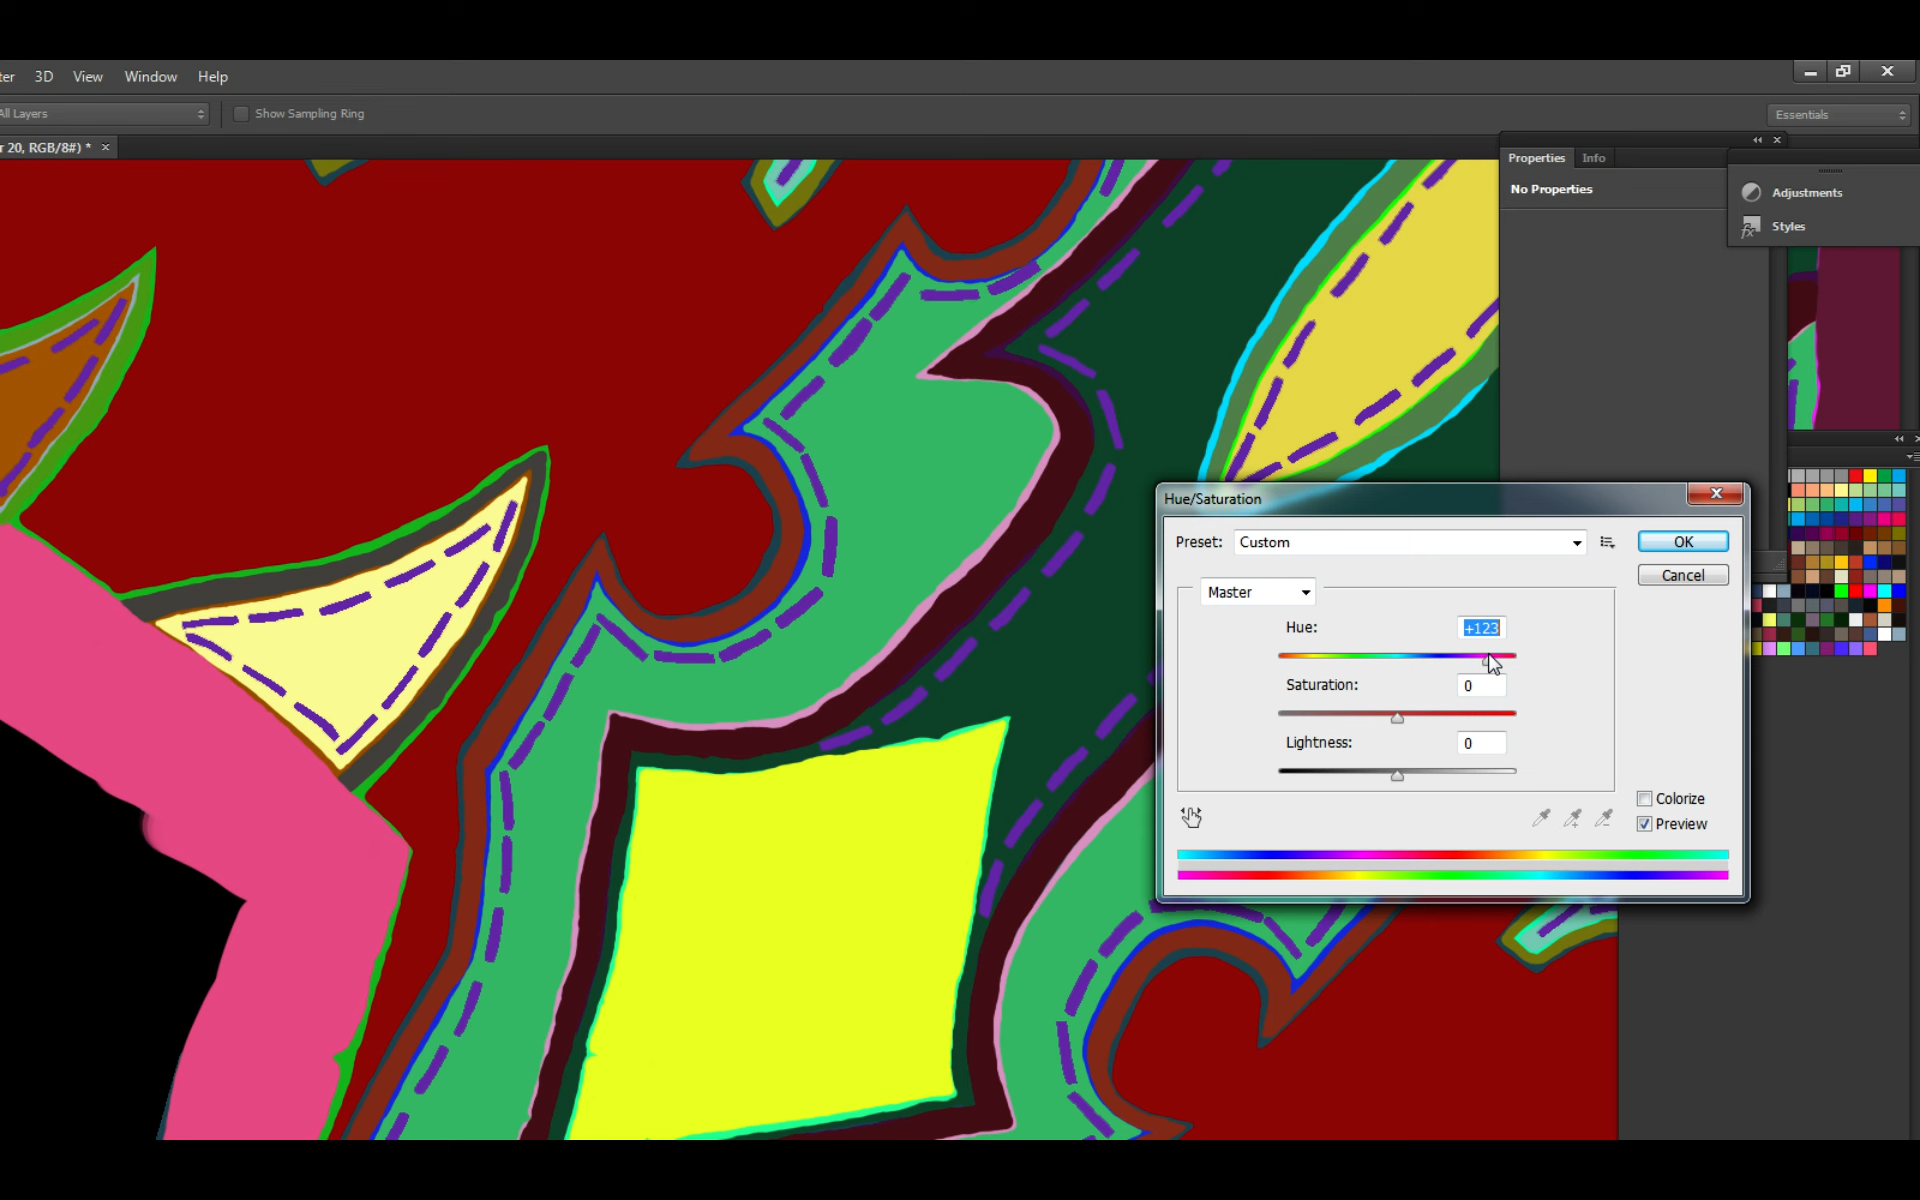 ter 3D View Window Help
All Layers Show Sampling Ring Essentials
r 20, RGB/8#) *
Properties Info
No Properties
Adjustments
Styles
Hue/Saturation
Preset: Custom
OK
Cancel
Master
Hue: +123
Saturation: 0
Lightness: 0
Colorize
Preview